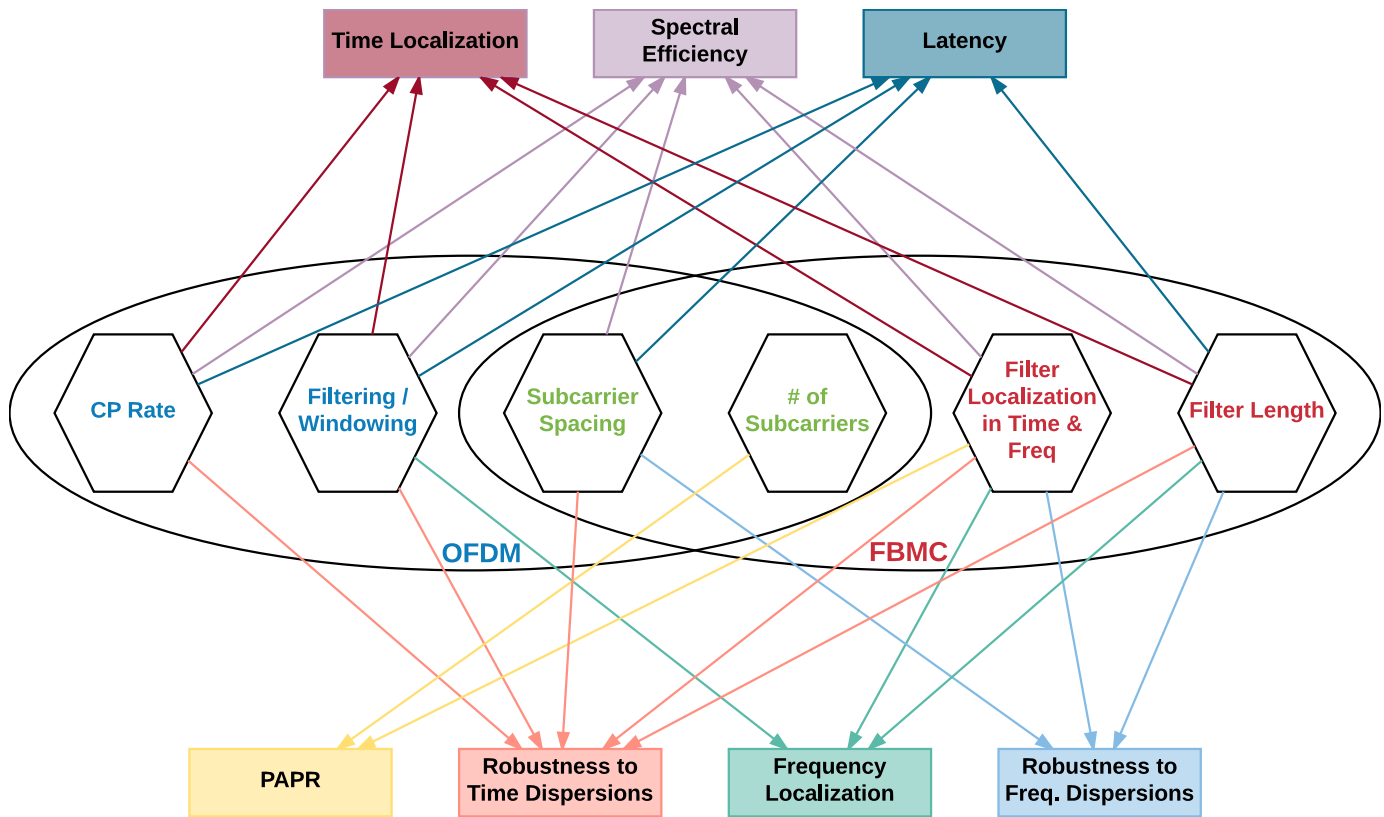 Time Localization
Spectral
Efficiency
Latency
CP Rate
Filtering /
Windowing
Subcarrier
Spacing
# of
Subcarriers
Filter
Localization
in Time &
Freq
Filter Length
OFDM
FBMC
PAPR
Robustness to
Time Dispersions
Frequency
Localization
Robustness to
Freq. Dispersions